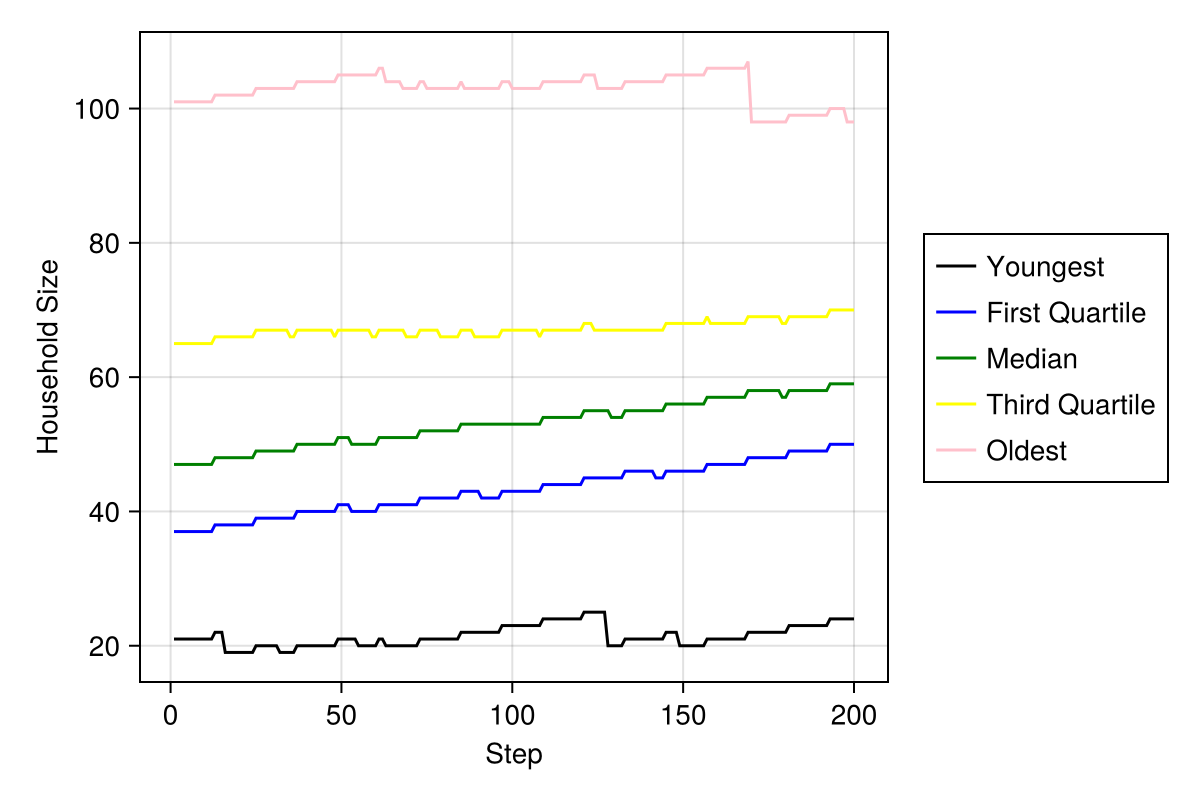 100
80
60
40
20
Household Size
0 50 100 150 200
Step
Youngest
First Quartile
Median
Third Quartile
Oldest